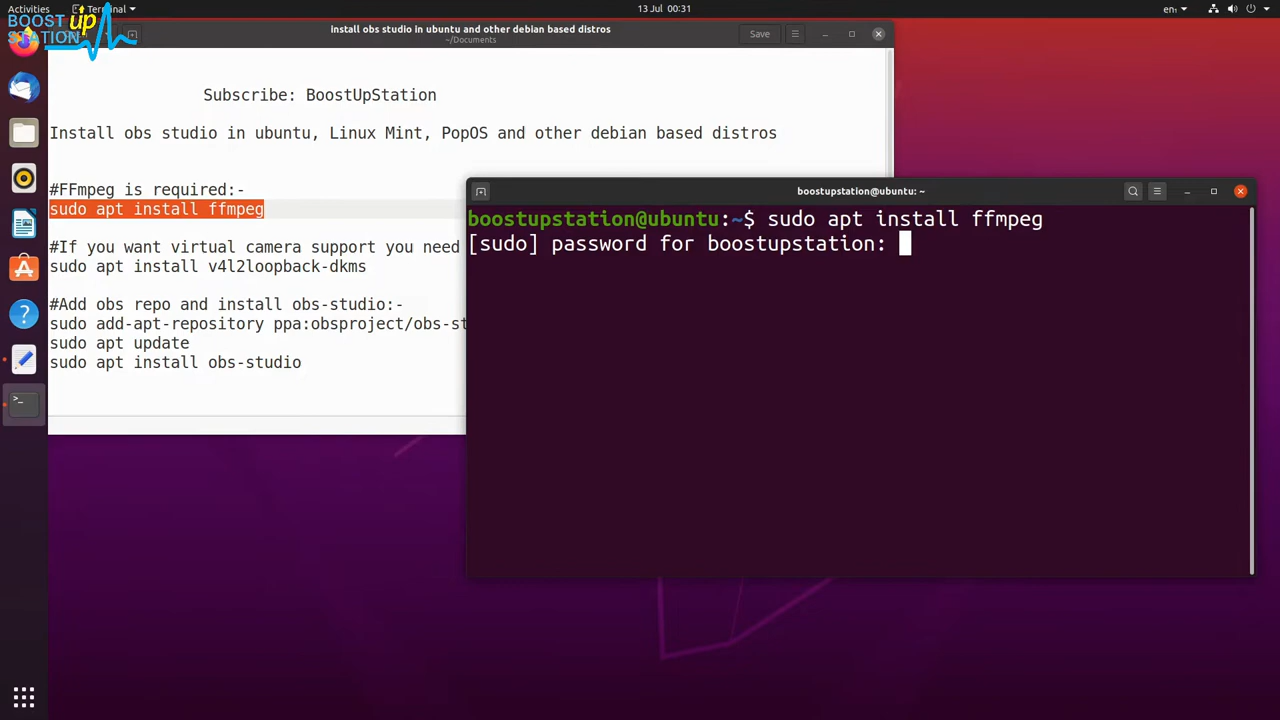 Activities
Terminal
13 Jul 00:31
en
BOOST up
STATION
Install obs studio in ubuntu and other debian based distros
~/Documents
Save
Subscribe: BoostUpStation
Install obs studio in ubuntu, Linux Mint, PopOS and other debian based distros
#FFmpeg is required:-
sudo apt install ffmpeg
#If you want virtual camera support you need
sudo apt install v4l2loopback-dkms
#Add obs repo and install obs-studio:-
sudo add-apt-repository ppa:obsproject/obs-st
sudo apt update
sudo apt install obs-studio
boostupstation@ubuntu: ~
boostupstation@ubuntu:~$ sudo apt install ffmpeg
[sudo] password for boostupstation: